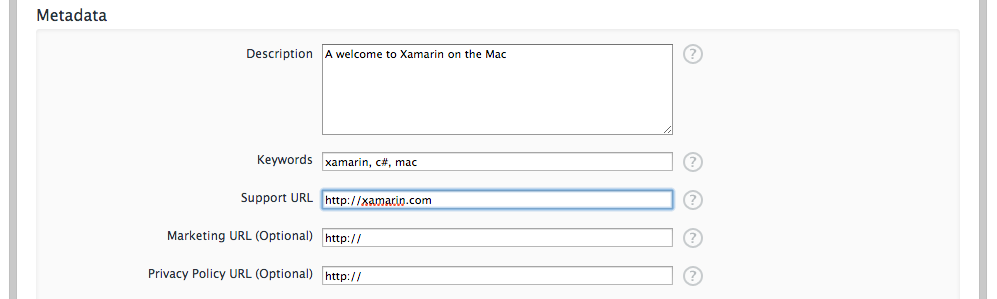 Metadata
Description A welcome to Xamarin on the Mac ?
Keywords xamarin, c#, mac ?
Support URL http://xamarin.com ?
Marketing URL (Optional) http:// ?
Privacy Policy URL (Optional) http:// ?